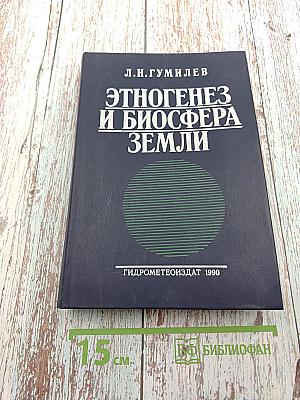 Л.Н.ГУМИЛЕВ
ЭТНОГЕНЕЗ
И БИОСФЕРА
ЗЕМЛИ
ГИДРОМЕТЕОИЗДАТ 1990
15 см.
БИБЛИОФАН